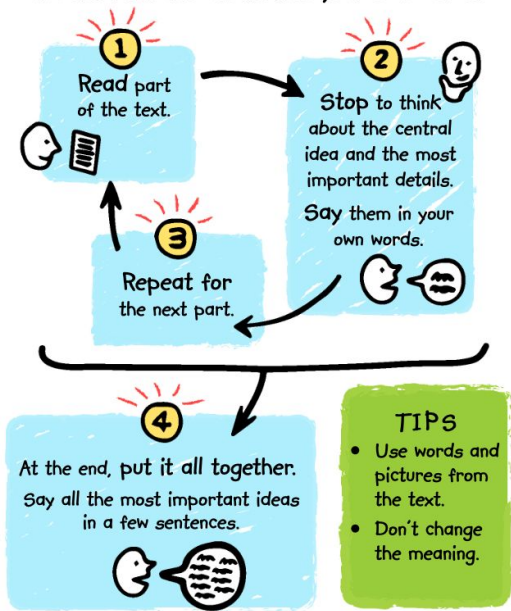 1
Read part
of the text.
2
Stop to think
about the central
idea and the most
important details.
Say them in your
own words.
3
Repeat for
the next part.
4
At the end, put it all together.
Say all the most important ideas
in a few sentences.
TIPS
• Use words and
pictures from
the text.
• Don't change
the meaning.